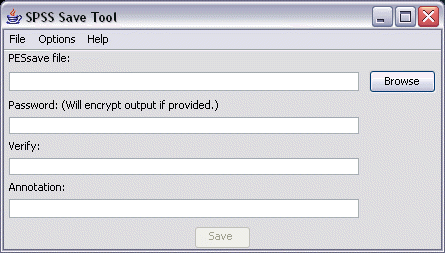 SPSS Save Tool
File Options Help
PESsave file:
Browse
Password: (Will encrypt output if provided.)
Verify:
Annotation:
Save